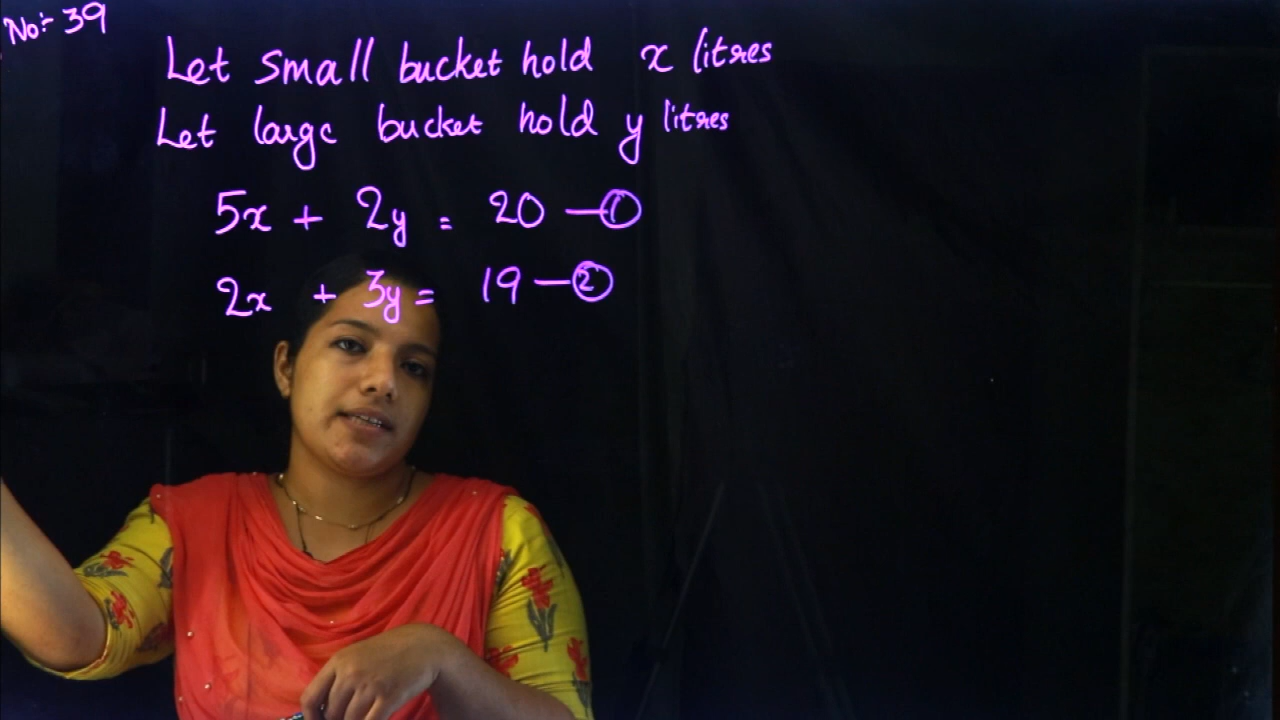 No:- 39
Let small bucket hold x litres
Let large bucket hold y litres
5x + 2y = 20 — ①
2x + 3y = 19 — ②